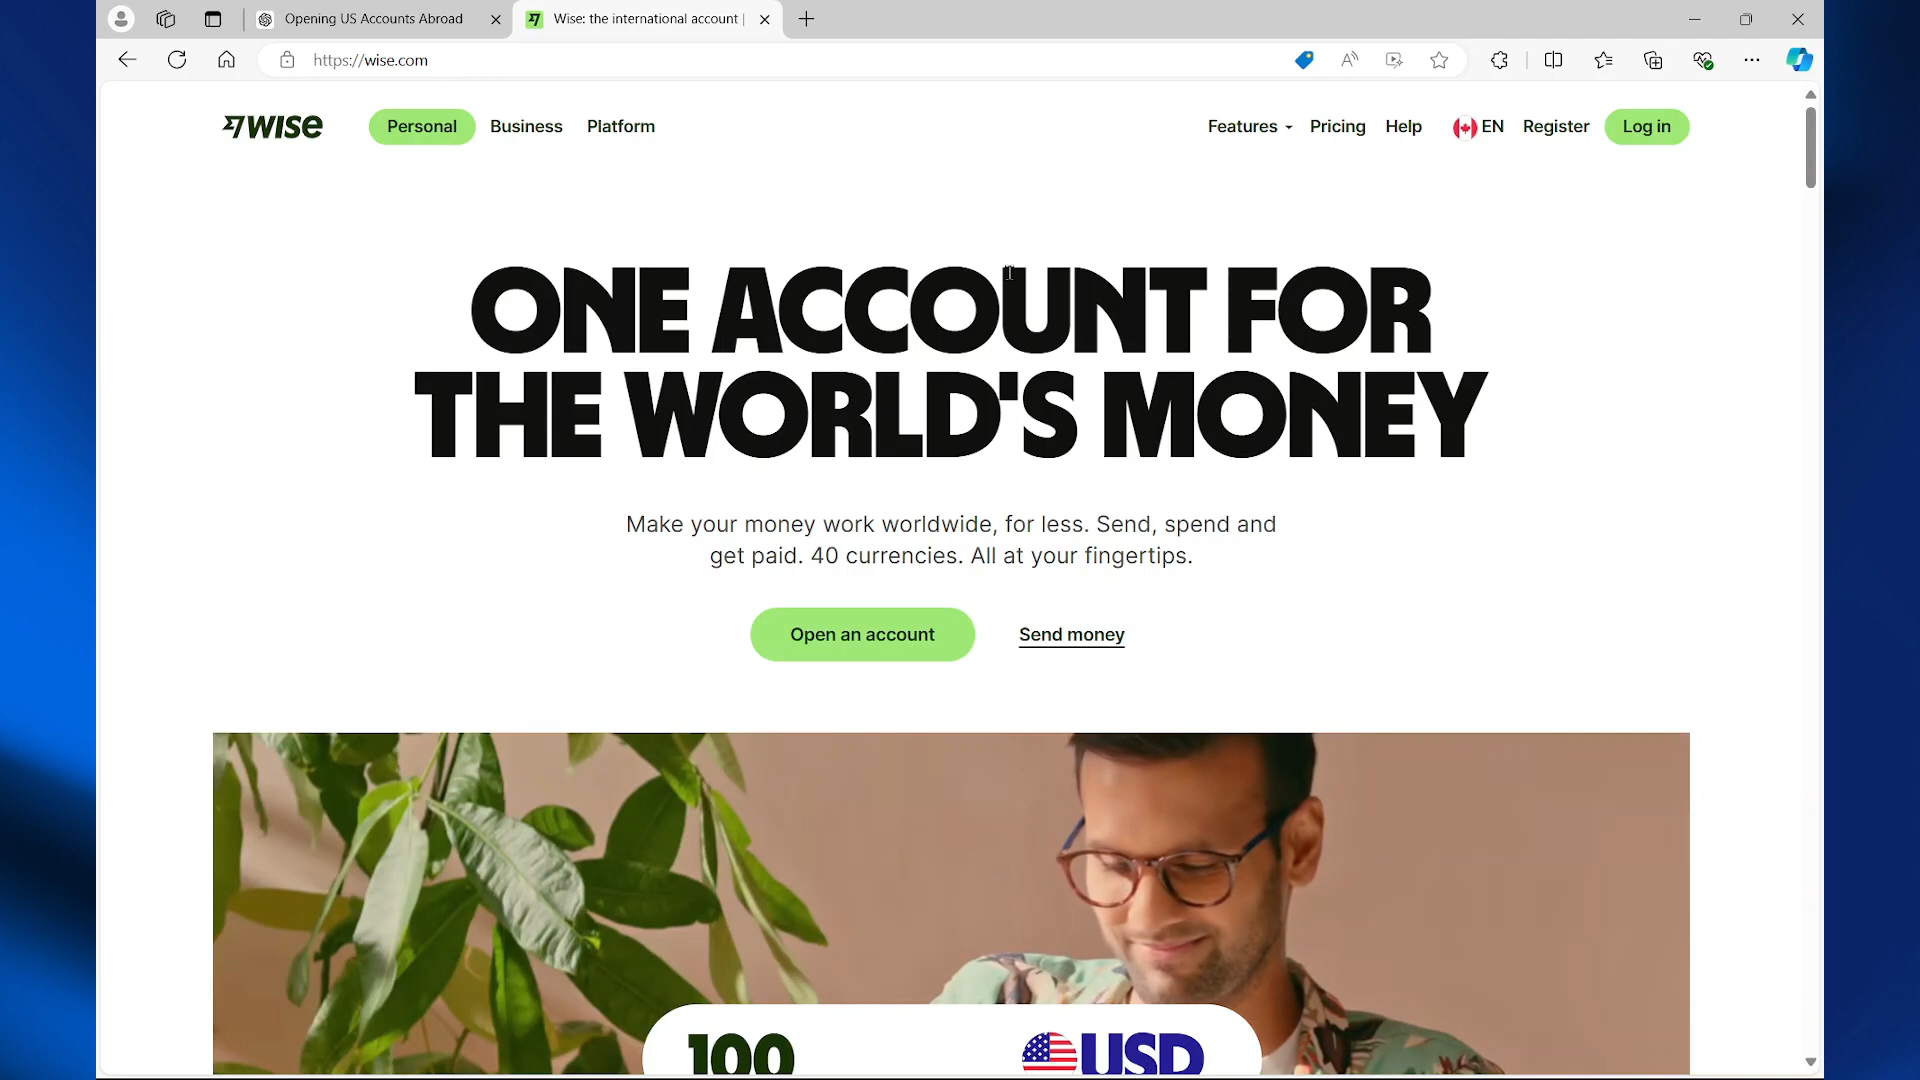 Opening US Accounts Abroad
Wise: the international account |
https://wise.com
WISE
Personal
Business
Platform
Features
Pricing
Help
EN
Register
Log in
ONE ACCOUNT FOR
THE WORLD'S MONEY
Make your money work worldwide, for less. Send, spend and
get paid. 40 currencies. All at your fingertips.
Open an account
Send money
100
USD